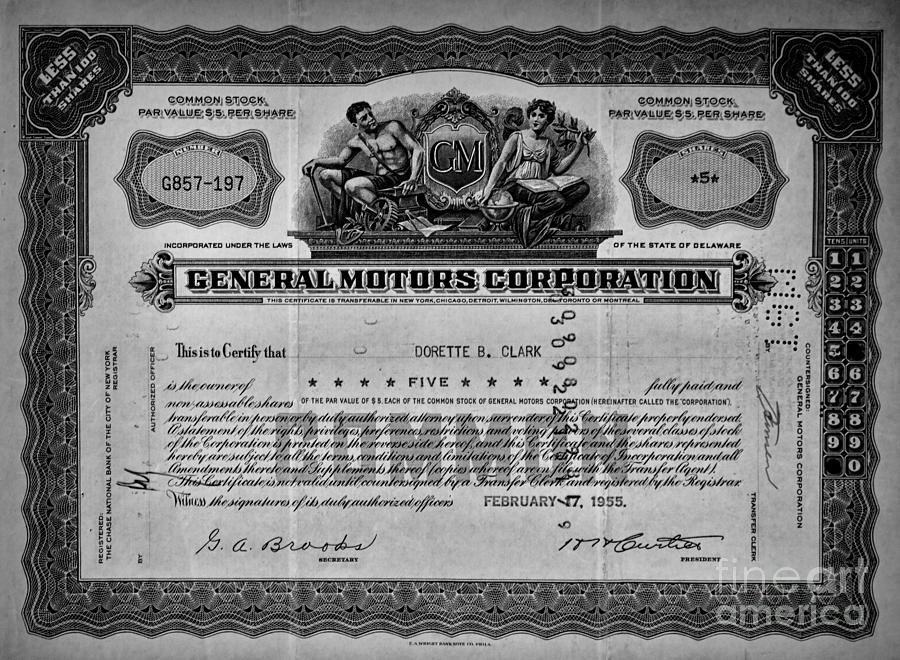 LESS
THAN 100
SHARES
LESS
THAN 100
SHARES
COMMON STOCK
PAR VALUE $5. PER SHARE
COMMON STOCK
PAR VALUE $5. PER SHARE
GM
NUMBER
G857-197
SHARES
*5*
INCORPORATED UNDER THE LAWS
OF THE STATE OF DELAWARE
GENERAL MOTORS CORPORATION
THIS CERTIFICATE IS TRANSFERABLE IN NEW YORK, CHICAGO, DETROIT, WILMINGTON, DEL. TORONTO OR MONTREAL
This is to Certify that DORETTE B. CLARK
is the owner of * * * * * FIVE * * * * * fully paid and
non-assessable shares OF THE PAR VALUE OF $5. EACH OF THE COMMON STOCK OF GENERAL MOTORS CORPORATION (HEREINAFTER CALLED THE "CORPORATION"),
transferable in person or by duly authorized attorney upon surrender of this Certificate properly endorsed.
A statement of the rights, privileges, preferences, restrictions and voting powers of the several classes of stock
of the Corporation is printed on the reverse side hereof, and this Certificate and the shares represented
hereby, are subject to all the terms, conditions and limitations of the Certificate of Incorporation and all
Amendments thereto and Supplements thereof (copies whereof are on file with the Transfer Agent).
This Certificate is not valid until countersigned by a Transfer Clerk and registered by the Registrar.
Witness the signatures of its duly authorized officers
FEBRUARY 17, 1955.
G. A. Brooks
SECRETARY
H H Curtice
PRESIDENT
REGISTERED:
THE CHASE NATIONAL BANK OF THE CITY OF NEW YORK
REGISTRAR
BY
AUTHORIZED OFFICER
COUNTERSIGNED:
GENERAL MOTORS CORPORATION
TRANSFER CLERK
TENS UNITS
1 1
2 2
3 3
4 4
5
6 6
7 7
8 8
9 9
0
E.A. WRIGHT BANK NOTE CO. PHILA.
fine art
america